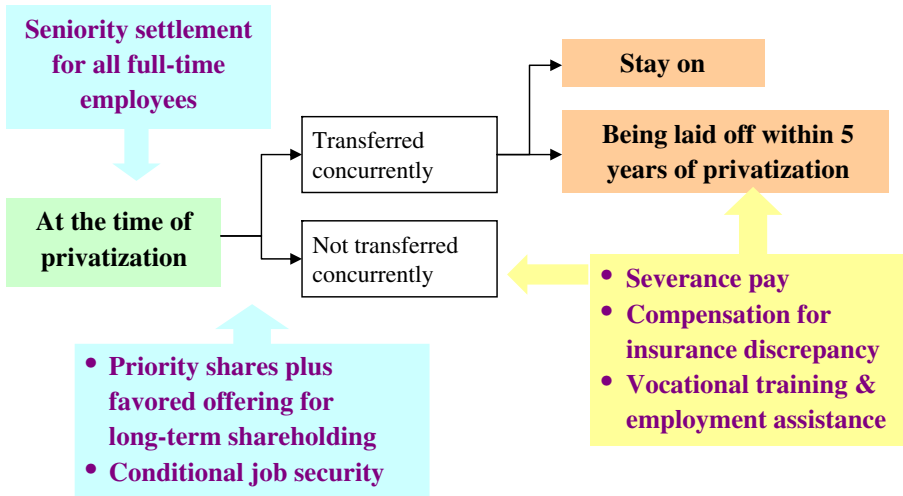 Seniority settlement
for all full-time
employees
Stay on
Transferred
concurrently
Being laid off within 5
years of privatization
At the time of
privatization
Not transferred
concurrently
• Severance pay
• Compensation for
insurance discrepancy
• Vocational training &
employment assistance
• Priority shares plus
favored offering for
long-term shareholding
• Conditional job security